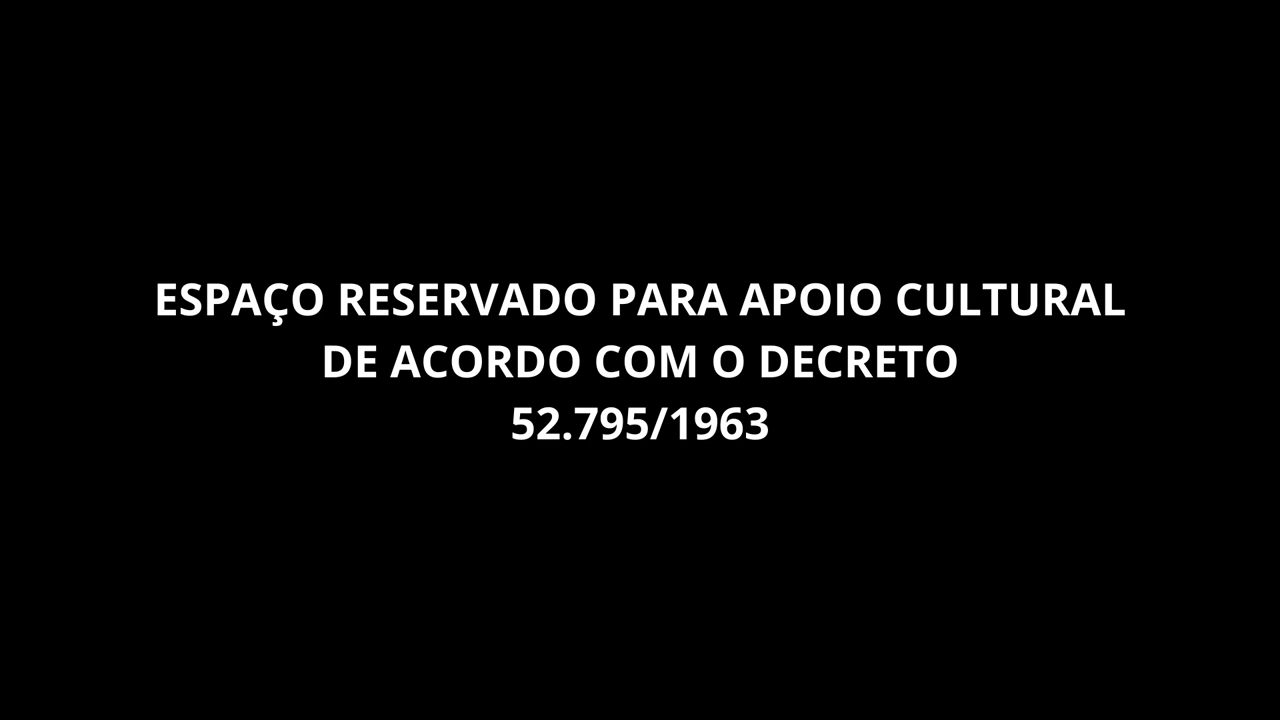 ESPAÇO RESERVADO PARA APOIO CULTURAL
DE ACORDO COM O DECRETO
52.795/1963